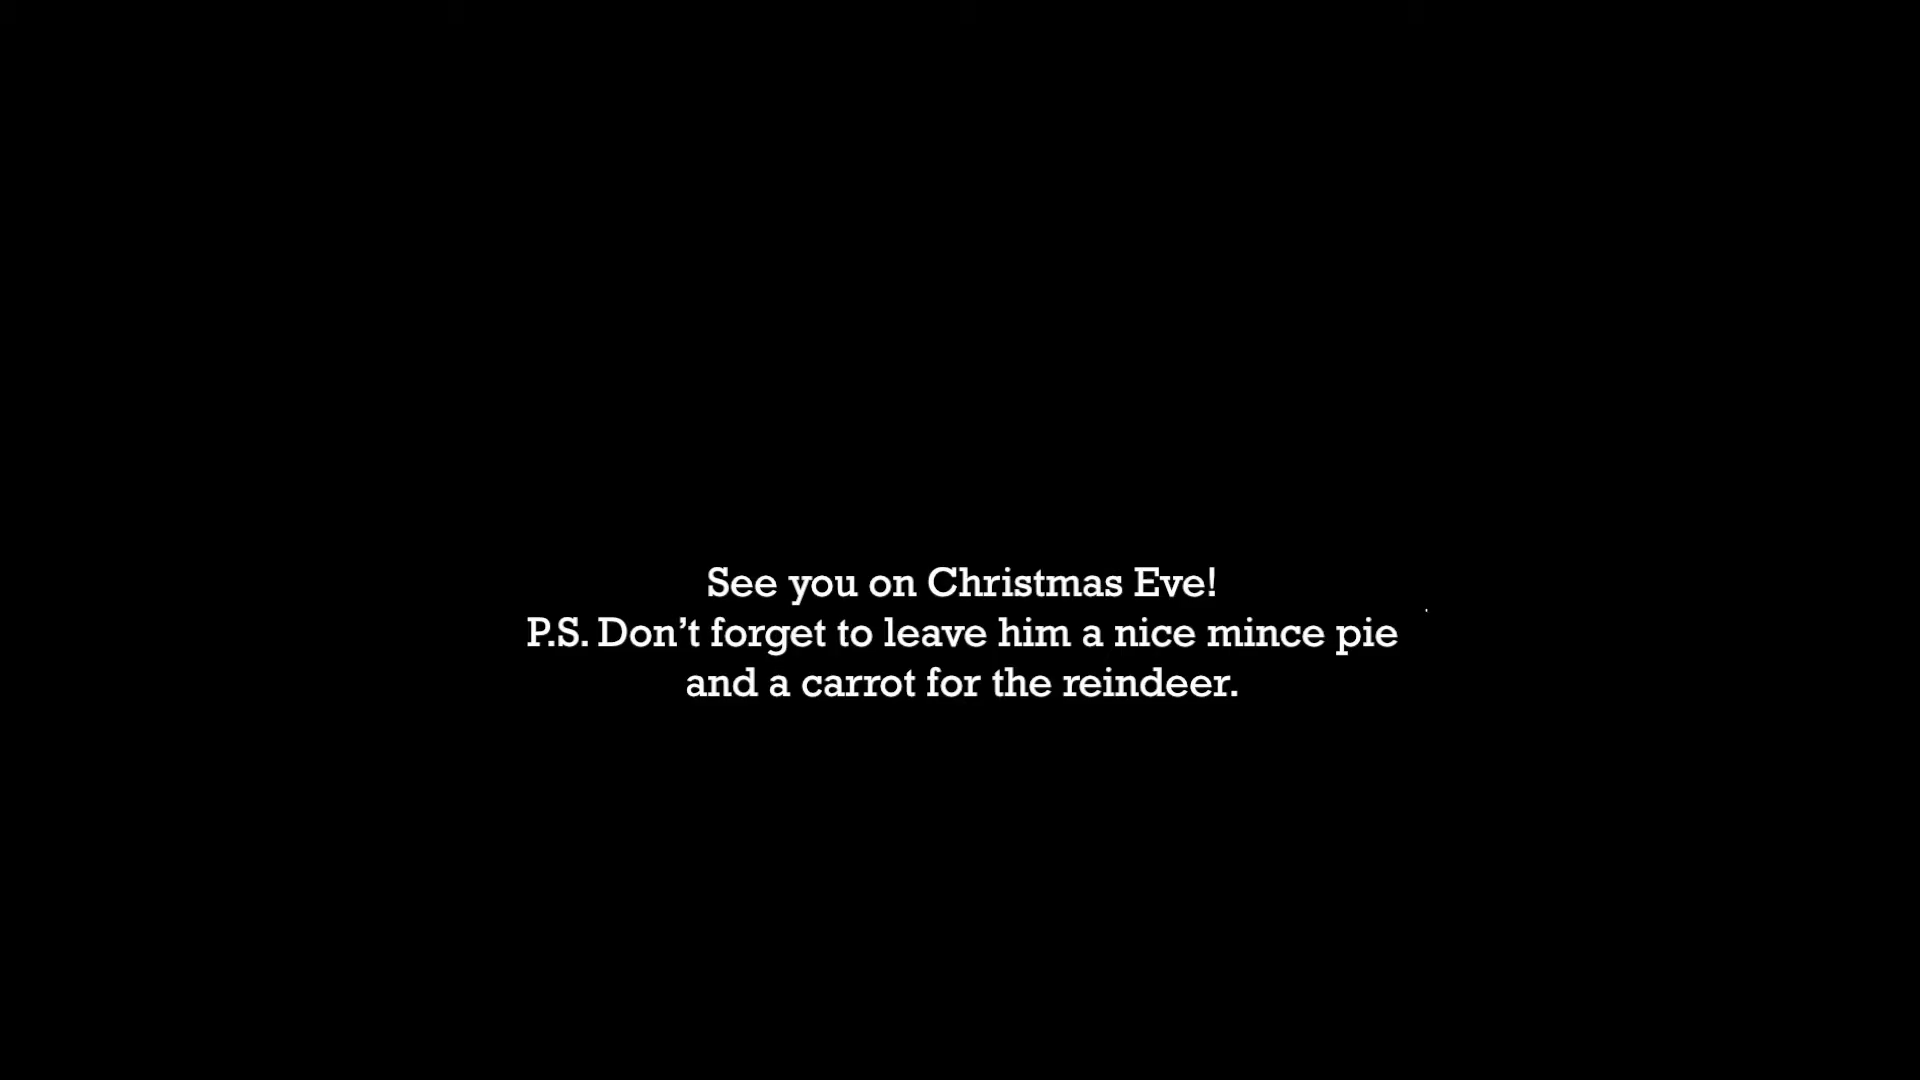 See you on Christmas Eve!
P.S. Don’t forget to leave him a nice mince pie
and a carrot for the reindeer.